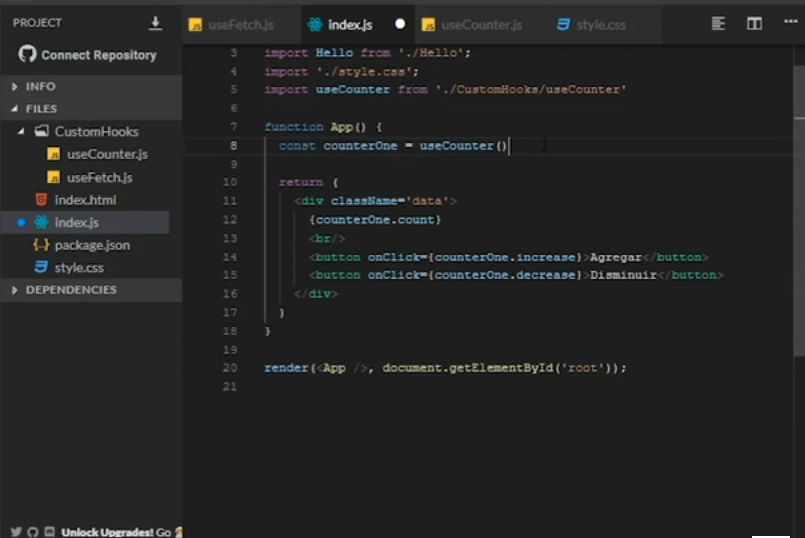 PROJECT
Connect Repository
INFO
FILES
CustomHooks
useCounter.js
useFetch.js
index.html
index.js
package.json
style.css
DEPENDENCIES
Unlock Upgrades! Go
useFetch.js
index.js
useCounter.js
style.css
3 import Hello from './Hello';
4 import './style.css';
5 import useCounter from './CustomHooks/useCounter'
6
7 function App() {
8 const counterOne = useCounter()
9
10 return (
11 <div className='data'>
12 {counterOne.count}
13 <br/>
14 <button onClick={counterOne.increase}>Agregar</button>
15 <button onClick={counterOne.decrease}>Disminuir</button>
16 </div>
17 )
18 }
19
20 render(<App />, document.getElementById('root'));
21